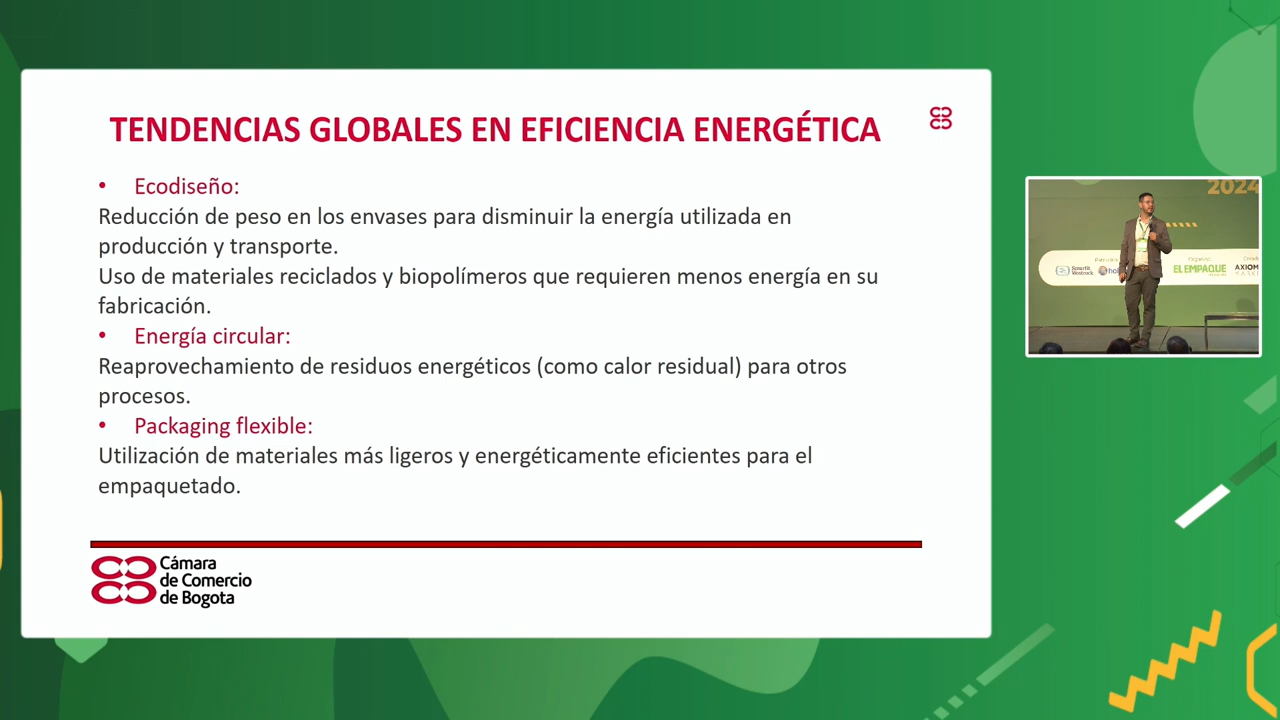 TENDENCIAS GLOBALES EN EFICIENCIA ENERGÉTICA
• Ecodiseño:
Reducción de peso en los envases para disminuir la energía utilizada en
producción y transporte.
Uso de materiales reciclados y biopolímeros que requieren menos energía en su
fabricación.
• Energía circular:
Reaprovechamiento de residuos energéticos (como calor residual) para otros
procesos.
• Packaging flexible:
Utilización de materiales más ligeros y energéticamente eficientes para el
empaquetado.
Cámara
de Comercio
de Bogota
2024
Smurfit
Westrock
EL EMPAQUE
AXIOM